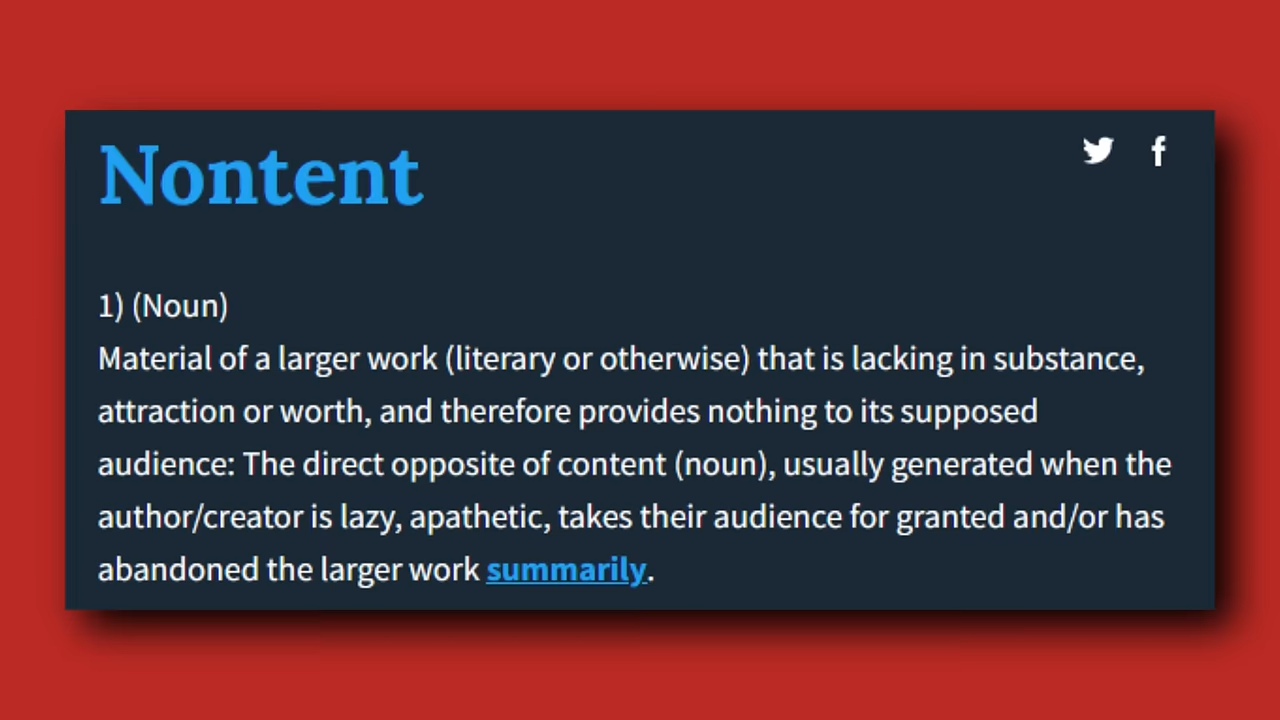 Nontent
1) (Noun)
Material of a larger work (literary or otherwise) that is lacking in substance,
attraction or worth, and therefore provides nothing to its supposed
audience: The direct opposite of content (noun), usually generated when the
author/creator is lazy, apathetic, takes their audience for granted and/or has
abandoned the larger work summarily.